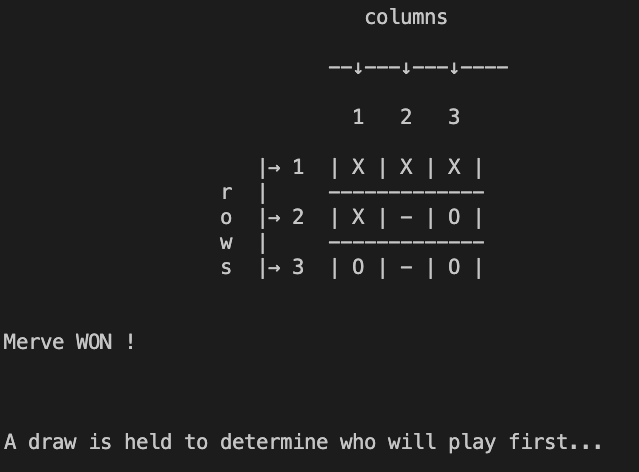 columns
––↓–––↓–––↓––––
1 2 3
|→ 1 | X | X | X |
r | –––––––––––––
o |→ 2 | X | – | O |
w | –––––––––––––
s |→ 3 | O | – | O |
Merve WON !
A draw is held to determine who will play first...